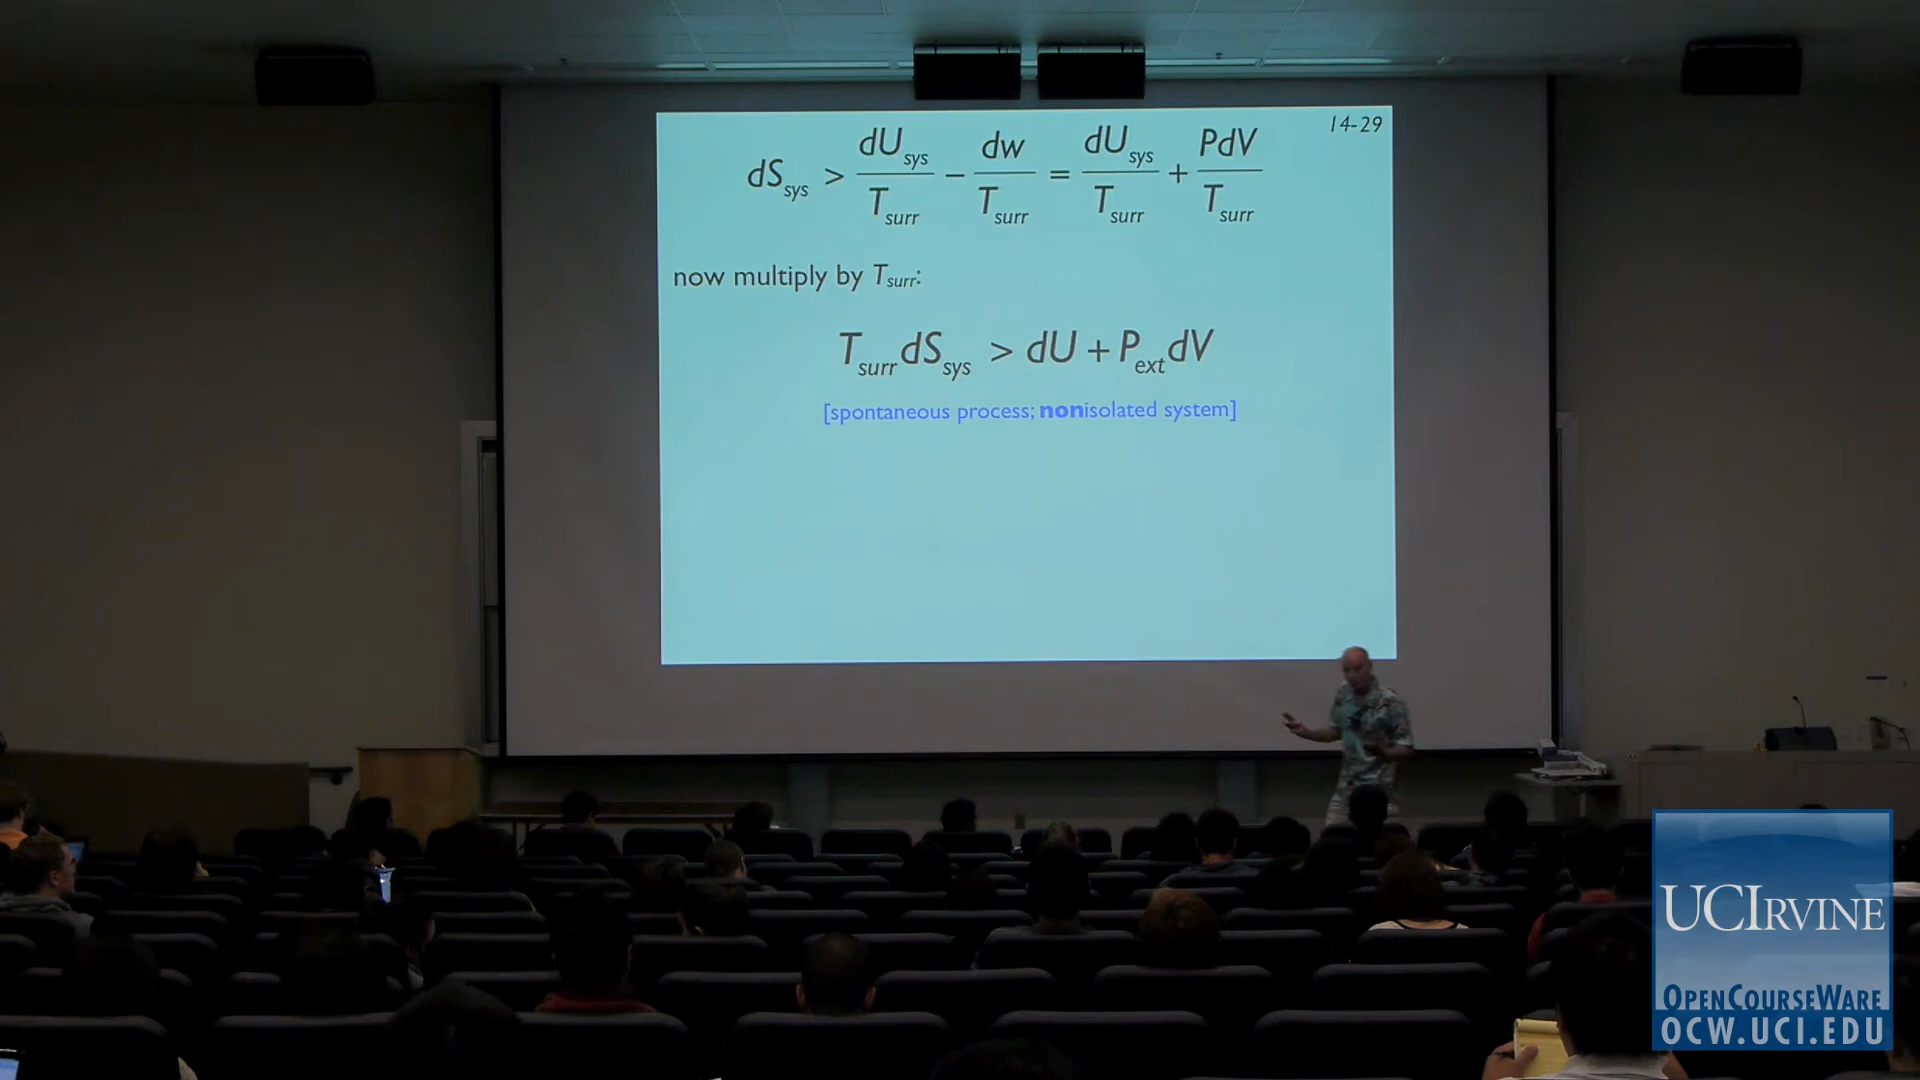 14-29
dS_sys > dU_sys/T_surr − dw/T_surr = dU_sys/T_surr + PdV/T_surr
now multiply by T_surr:
T_surr dS_sys > dU + P_ext dV
[spontaneous process; nonisolated system]
UCIRVINE
OPENCOURSEWARE
OCW.UCI.EDU